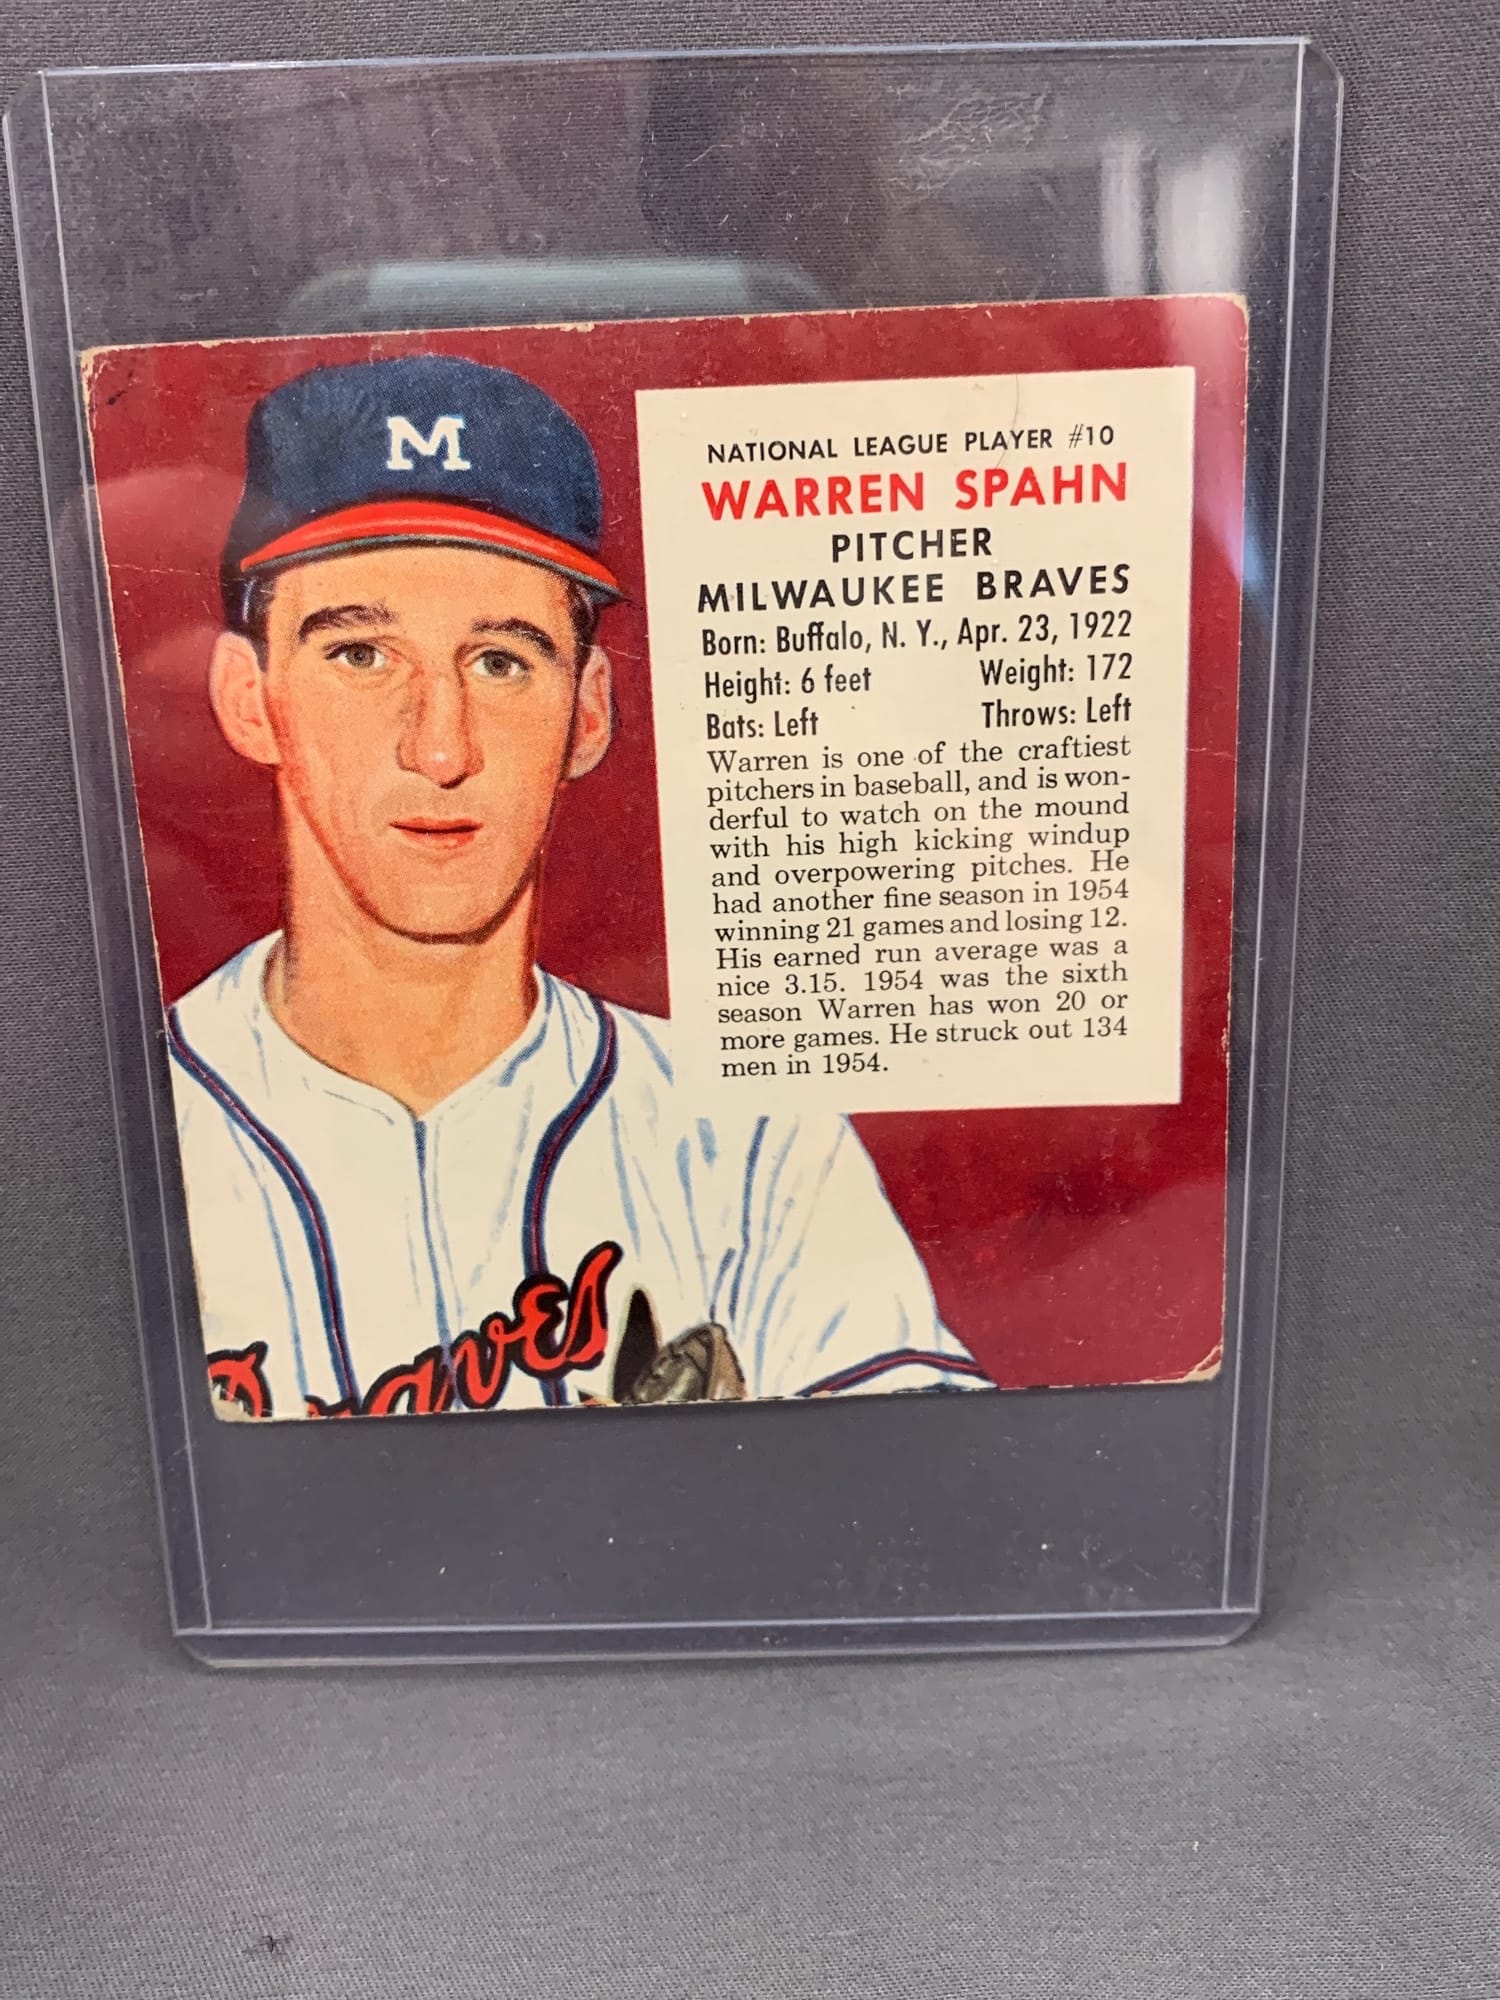 M
NATIONAL LEAGUE PLAYER #10
WARREN SPAHN
PITCHER
MILWAUKEE BRAVES
Born: Buffalo, N. Y., Apr. 23, 1922
Height: 6 feet Weight: 172
Bats: Left Throws: Left
Warren is one of the craftiest
pitchers in baseball, and is won-
derful to watch on the mound
with his high kicking windup
and overpowering pitches. He
had another fine season in 1954
winning 21 games and losing 12.
His earned run average was a
nice 3.15. 1954 was the sixth
season Warren has won 20 or
more games. He struck out 134
men in 1954.
Braves